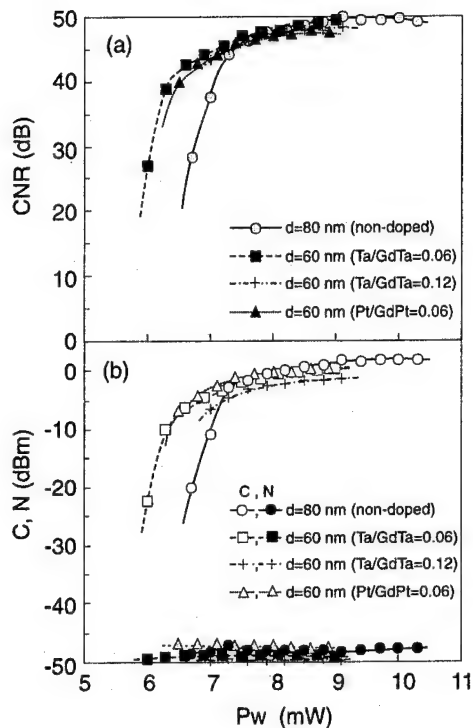 (a)
50
40
30
20
10
0
CNR (dB)
d=80 nm (non-doped)
d=60 nm (Ta/GdTa=0.06)
d=60 nm (Ta/GdTa=0.12)
d=60 nm (Pt/GdPt=0.06)
(b)
0
-10
-20
-30
-40
-50
C, N (dBm)
C , N
d=80 nm (non-doped)
d=60 nm (Ta/GdTa=0.06)
d=60 nm (Ta/GdTa=0.12)
d=60 nm (Pt/GdPt=0.06)
5 6 7 8 9 10 11
Pw (mW)